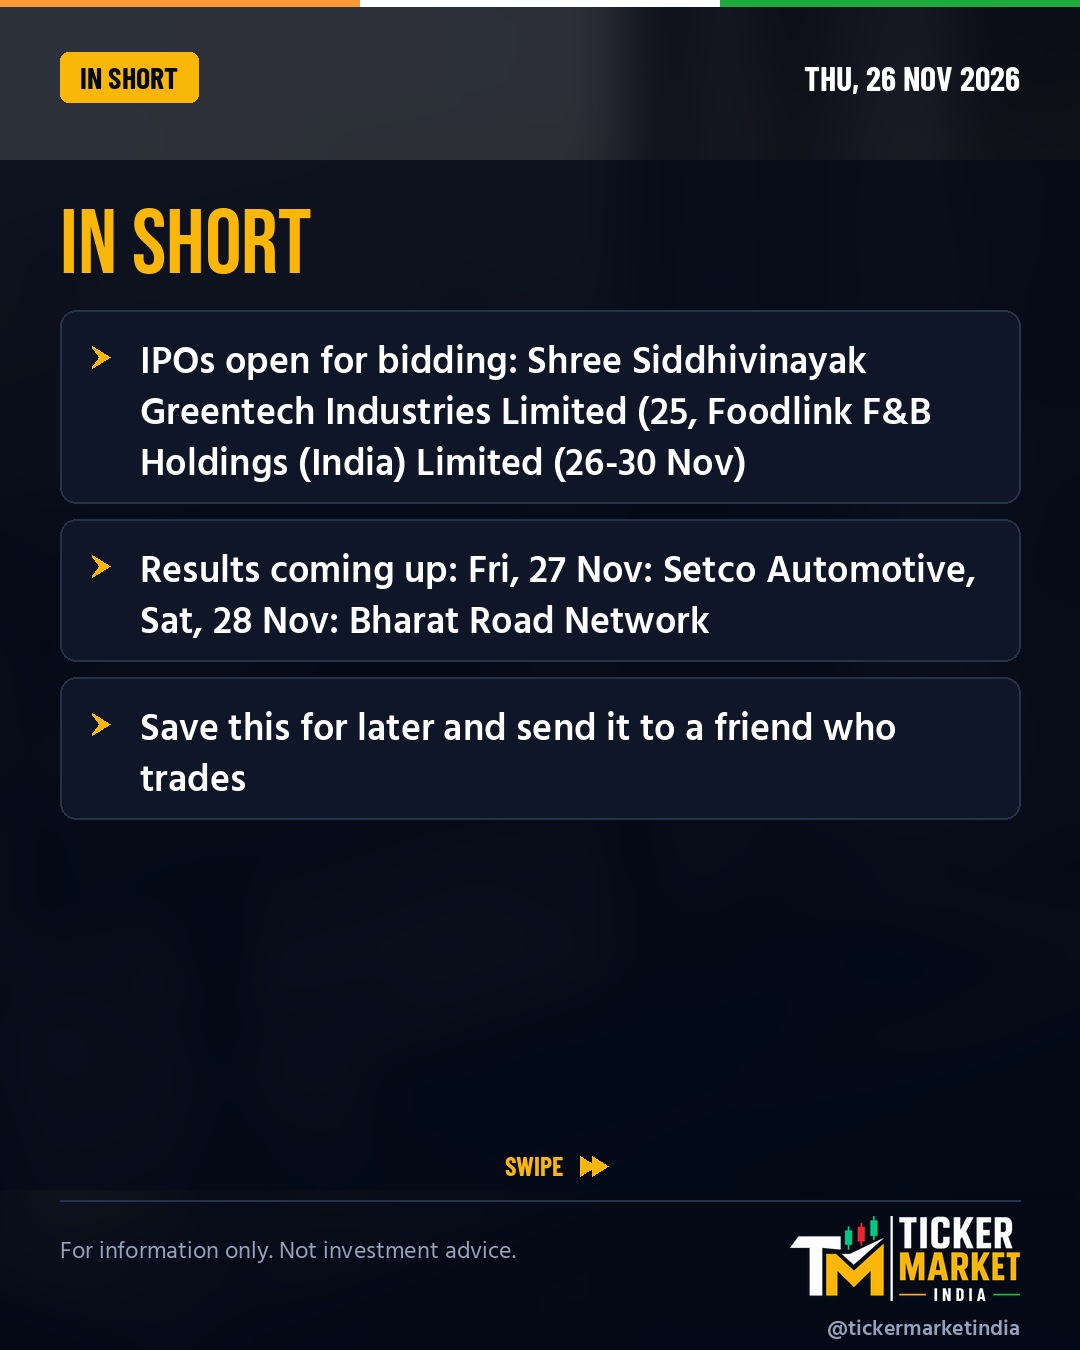 IN SHORT
THU, 26 NOV 2026
IN SHORT
IPOs open for bidding: Shree Siddhivinayak
Greentech Industries Limited (25, Foodlink F&B
Holdings (India) Limited (26-30 Nov)
Results coming up: Fri, 27 Nov: Setco Automotive,
Sat, 28 Nov: Bharat Road Network
Save this for later and send it to a friend who
trades
SWIPE
For information only. Not investment advice.
TM
TICKER
MARKET
INDIA
@tickermarketindia